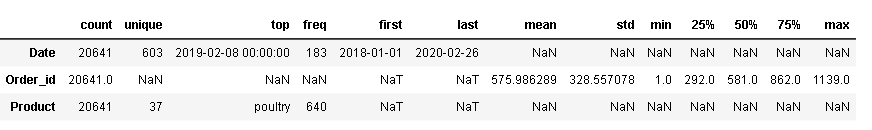 count unique top freq first last mean std min 25% 50% 75% max
Date 20641 603 2019-02-08 00:00:00 183 2018-01-01 2020-02-26 NaN NaN NaN NaN NaN NaN NaN
Order_id 20641.0 NaN NaN NaN NaT NaT 575.986289 328.557078 1.0 292.0 581.0 862.0 1139.0
Product 20641 37 poultry 640 NaT NaT NaN NaN NaN NaN NaN NaN NaN